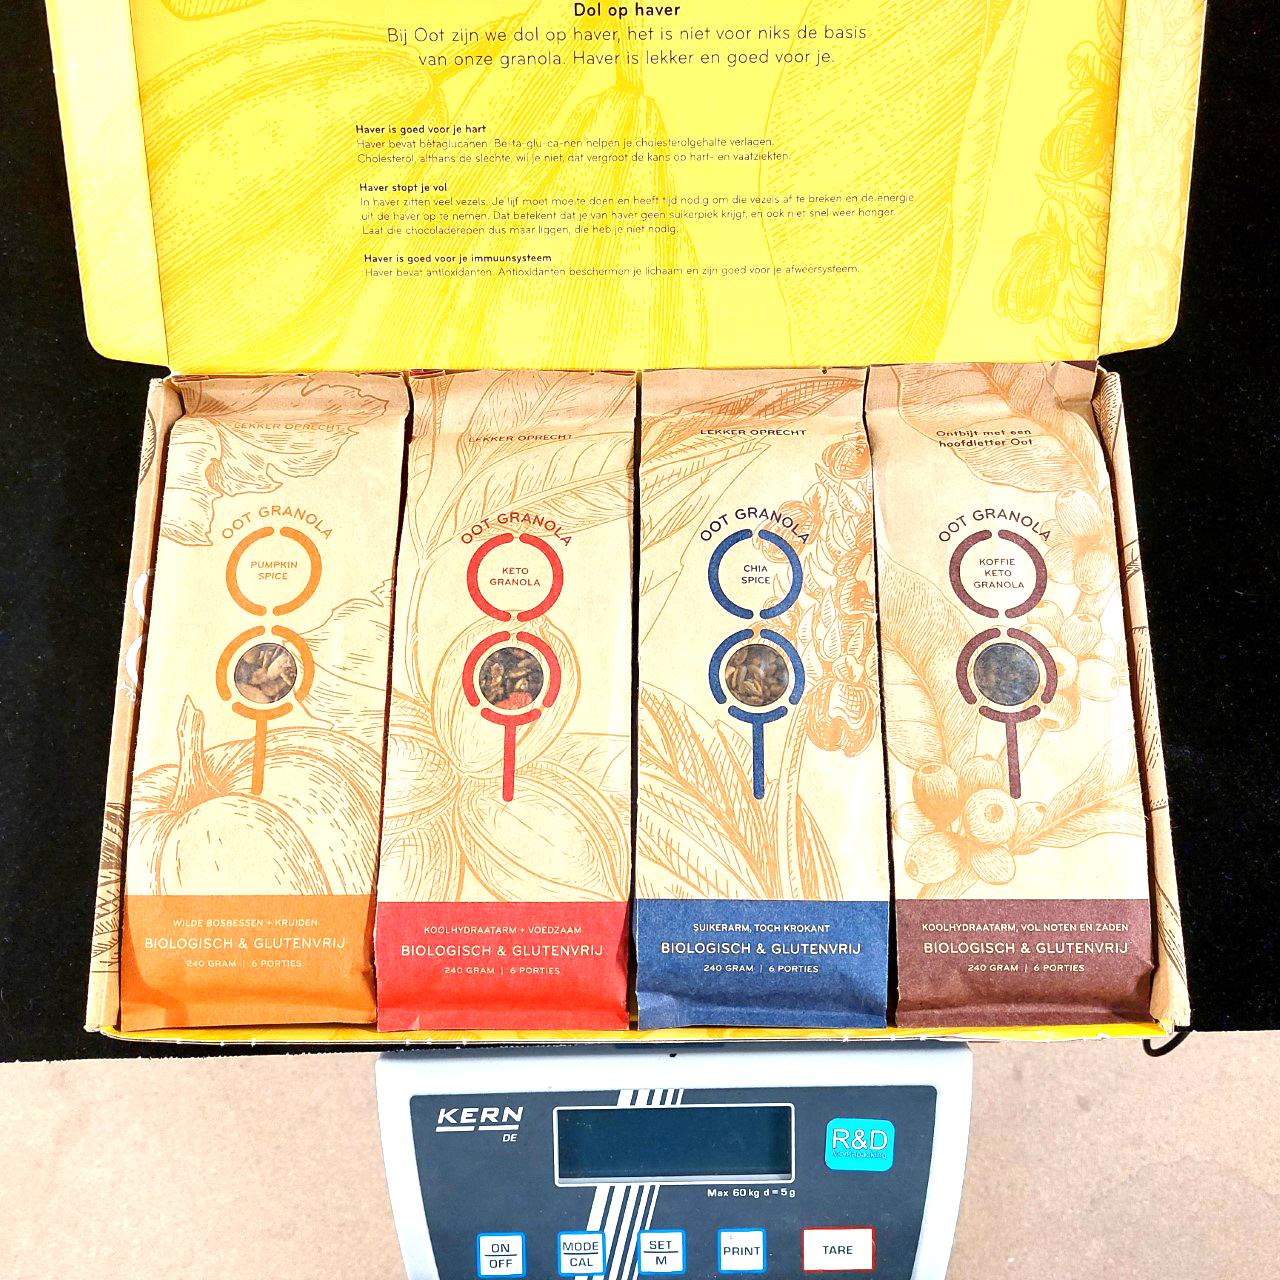 Dol op haver
Bij Oot zijn we dol op haver, het is niet voor niks de basis
van onze granola. Haver is lekker en goed voor je.
Haver is goed voor je hart
Haver bevat bètaglucanen. Be-ta-glu-ca-nen helpen je cholesterolgehalte verlagen.
Cholesterol, althans de slechte, wil je niet, dat vergroot de kans op hart- en vaatziekten.
Haver stopt je vol
In haver zitten veel vezels. Je lijf moet moeite doen en heeft tijd nodig om die vezels af te breken en de energie
uit de haver op te nemen. Dat betekent dat je van haver geen suikerpiek krijgt, en ook niet snel weer honger.
Laat die chocoladerepen dus maar liggen, die heb je niet nodig.
Haver is goed voor je immuunsysteem
Haver bevat antioxidanten. Antioxidanten beschermen je lichaam en zijn goed voor je afweersysteem.
LEKKER OPRECHT
OOT GRANOLA
PUMPKIN
SPICE
WILDE BOSBESSEN + KRUIDEN
BIOLOGISCH & GLUTENVRIJ
240 GRAM | 6 PORTIES
LEKKER OPRECHT
OOT GRANOLA
KETO
GRANOLA
KOOLHYDRAATARM + VOEDZAAM
BIOLOGISCH & GLUTENVRIJ
240 GRAM | 6 PORTIES
LEKKER OPRECHT
OOT GRANOLA
CHIA
SPICE
SUIKERARM, TOCH KROKANT
BIOLOGISCH & GLUTENVRIJ
240 GRAM | 6 PORTIES
Ontbijt met een
hoofdletter Oot
OOT GRANOLA
KOFFIE
KETO
GRANOLA
KOOLHYDRAATARM, VOL NOTEN EN ZADEN
BIOLOGISCH & GLUTENVRIJ
240 GRAM | 6 PORTIES
KERN
DE
R&D
Max 60 kg d = 5 g
ON
OFF
MODE
CAL
SET
M
PRINT
TARE